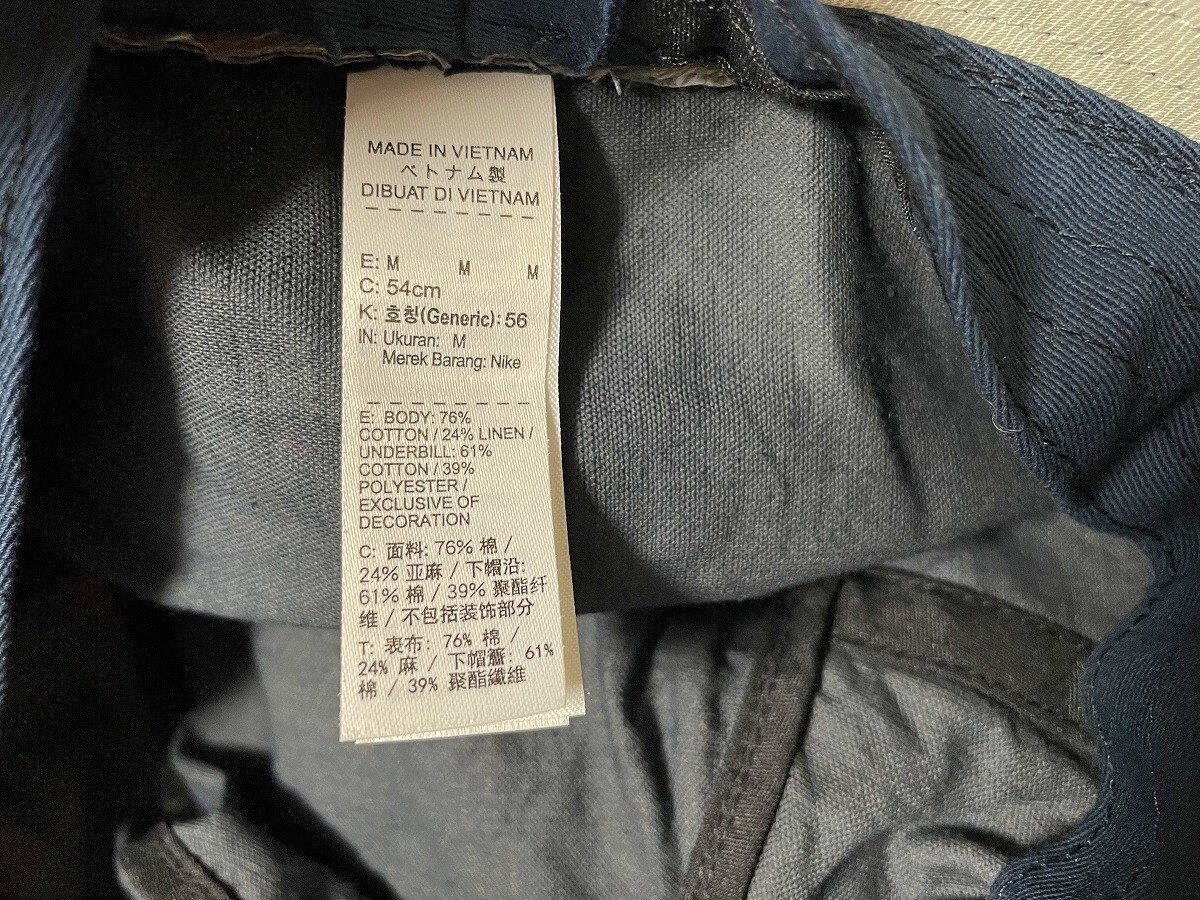 MADE IN VIETNAM
ベトナム製
DIBUAT DI VIETNAM
E: M M M
C: 54cm
K: 호칭(Generic): 56
IN: Ukuran: M
Merek Barang: Nike
E: BODY: 76%
COTTON / 24% LINEN /
UNDERBILL: 61%
COTTON / 39%
POLYESTER /
EXCLUSIVE OF
DECORATION
C: 面料: 76% 棉 /
24% 亚麻 / 下帽沿:
61% 棉 / 39% 聚酯纤
维 / 不包括装饰部分
T: 表布: 76% 棉 /
24% 麻 / 下帽簷: 61%
棉 / 39% 聚酯纖維